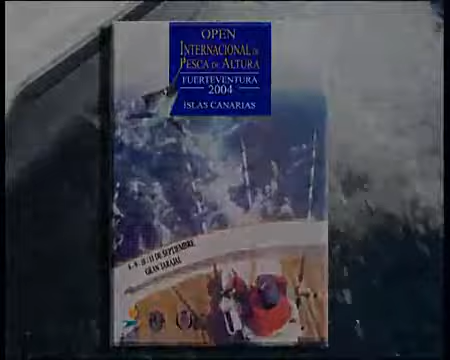 OPEN
INTERNACIONAL DE
PESCA DE ALTURA
FUERTEVENTURA
2004
ISLAS CANARIAS
DE SEPTIEMBRE
GRAN TARAJAL